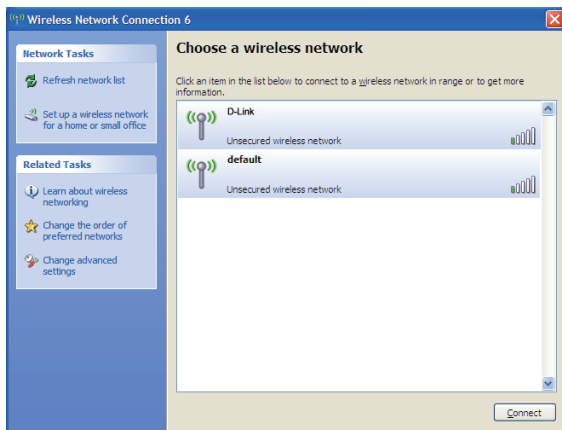 Wireless Network Connection 6
Network Tasks
Refresh network list
Set up a wireless network
for a home or small office
Related Tasks
Learn about wireless
networking
Change the order of
preferred networks
Change advanced
settings
Choose a wireless network
Click an item in the list below to connect to a wireless network in range or to get more
information.
D-Link
Unsecured wireless network
default
Unsecured wireless network
Connect